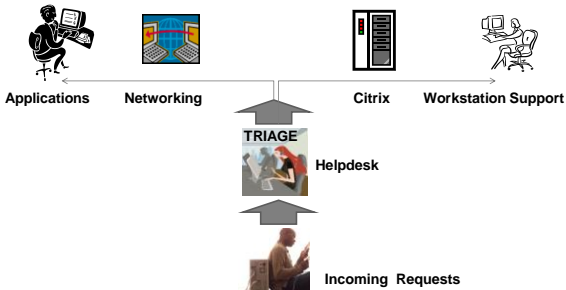 Applications Networking Citrix Workstation Support
TRIAGE
Helpdesk
Incoming Requests